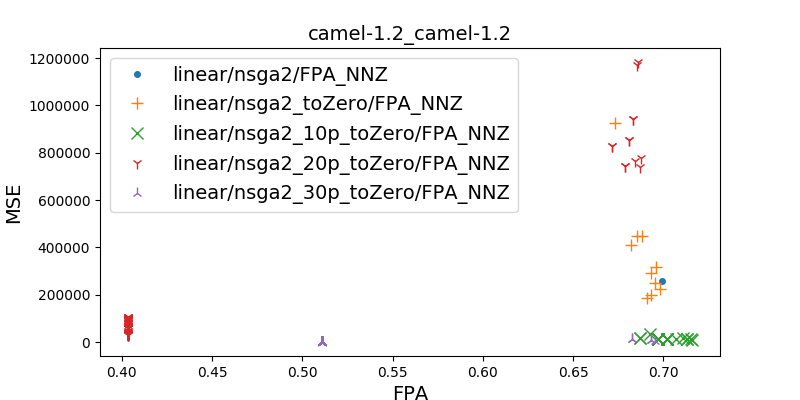 camel-1.2_camel-1.2
1200000
1000000
800000
600000
400000
200000
0
MSE
linear/nsga2/FPA_NNZ
linear/nsga2_toZero/FPA_NNZ
linear/nsga2_10p_toZero/FPA_NNZ
linear/nsga2_20p_toZero/FPA_NNZ
linear/nsga2_30p_toZero/FPA_NNZ
0.40 0.45 0.50 0.55 0.60 0.65 0.70
FPA